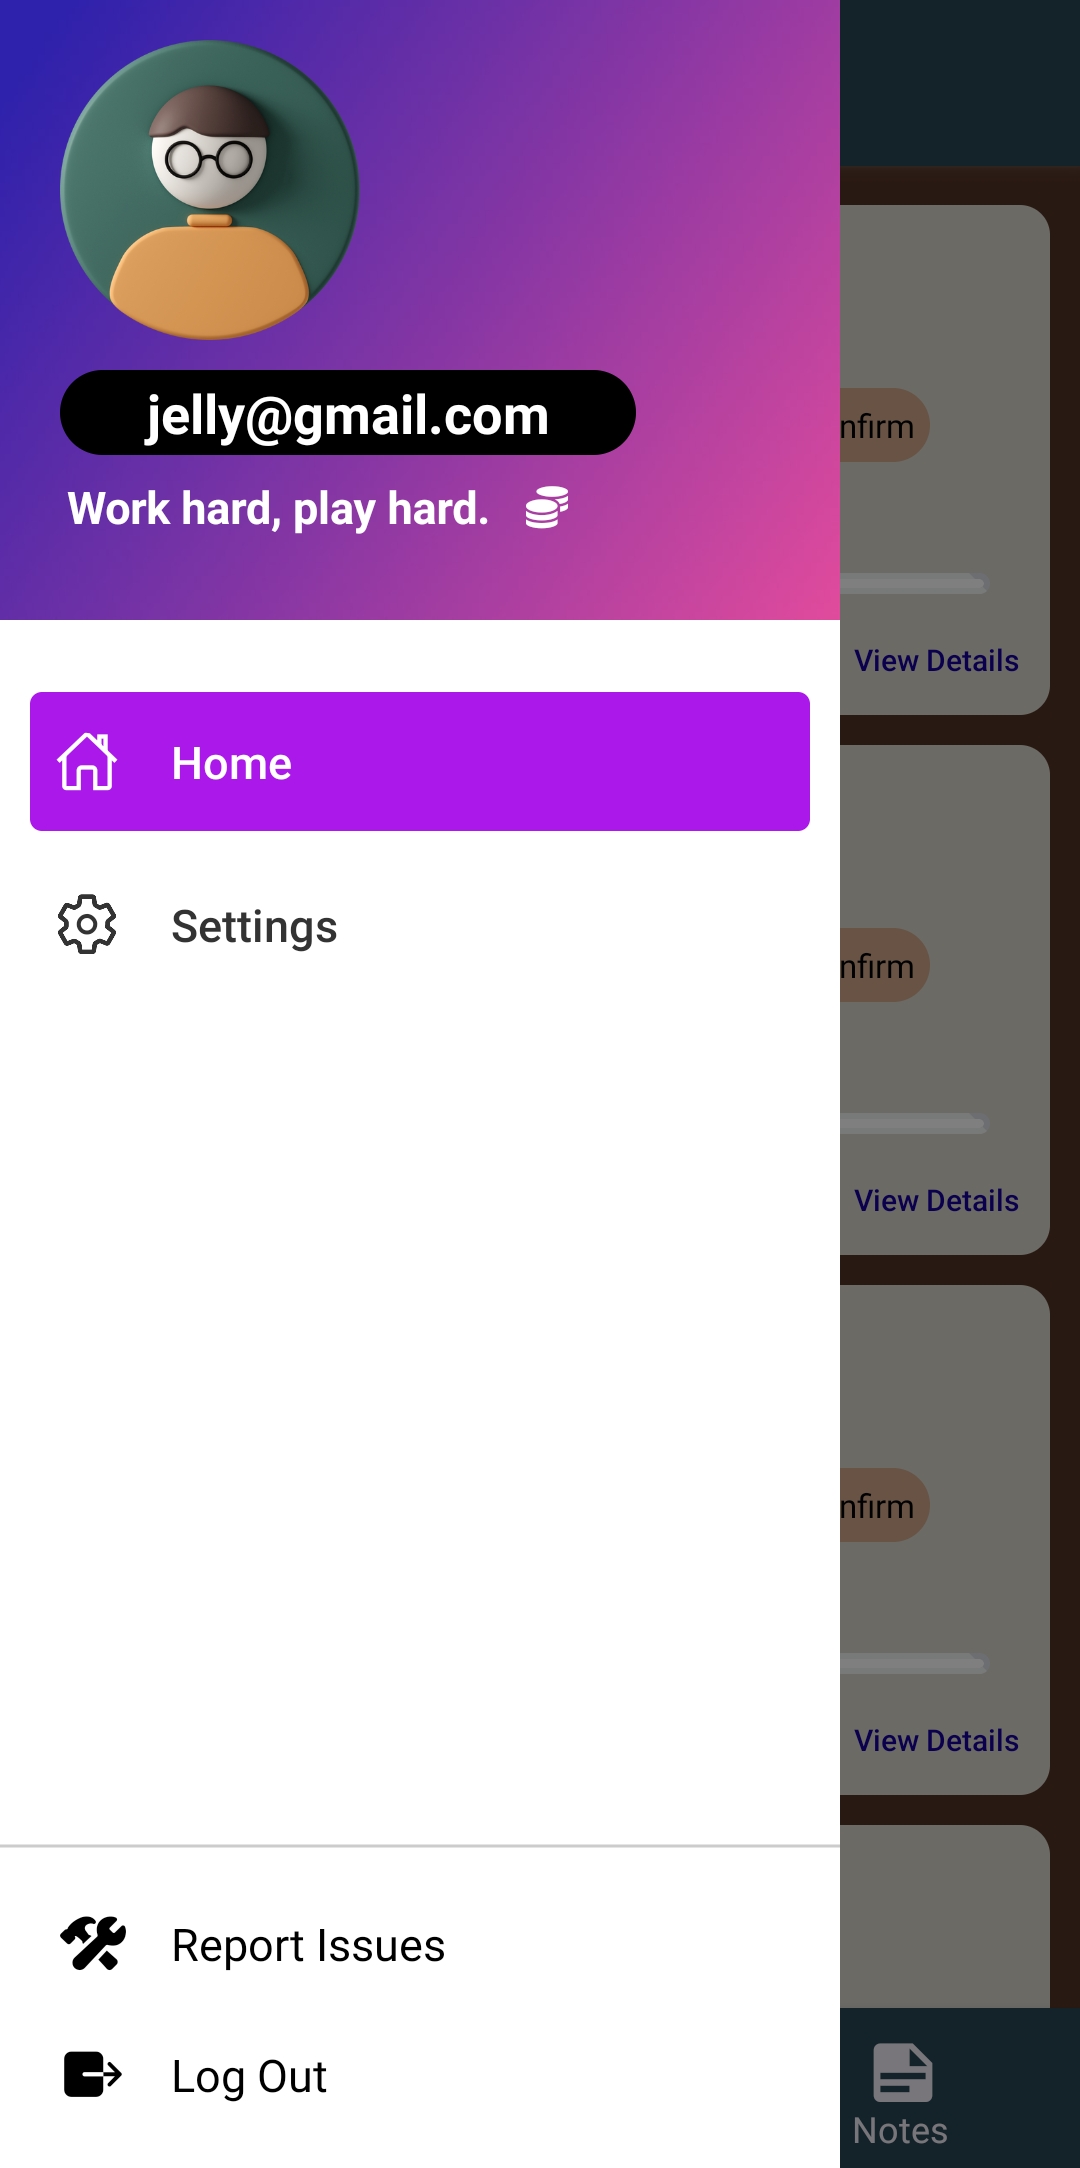 jelly@gmail.com
Work hard, play hard.
Home
Settings
Report Issues
Log Out
nfirm
View Details
nfirm
View Details
nfirm
View Details
Notes